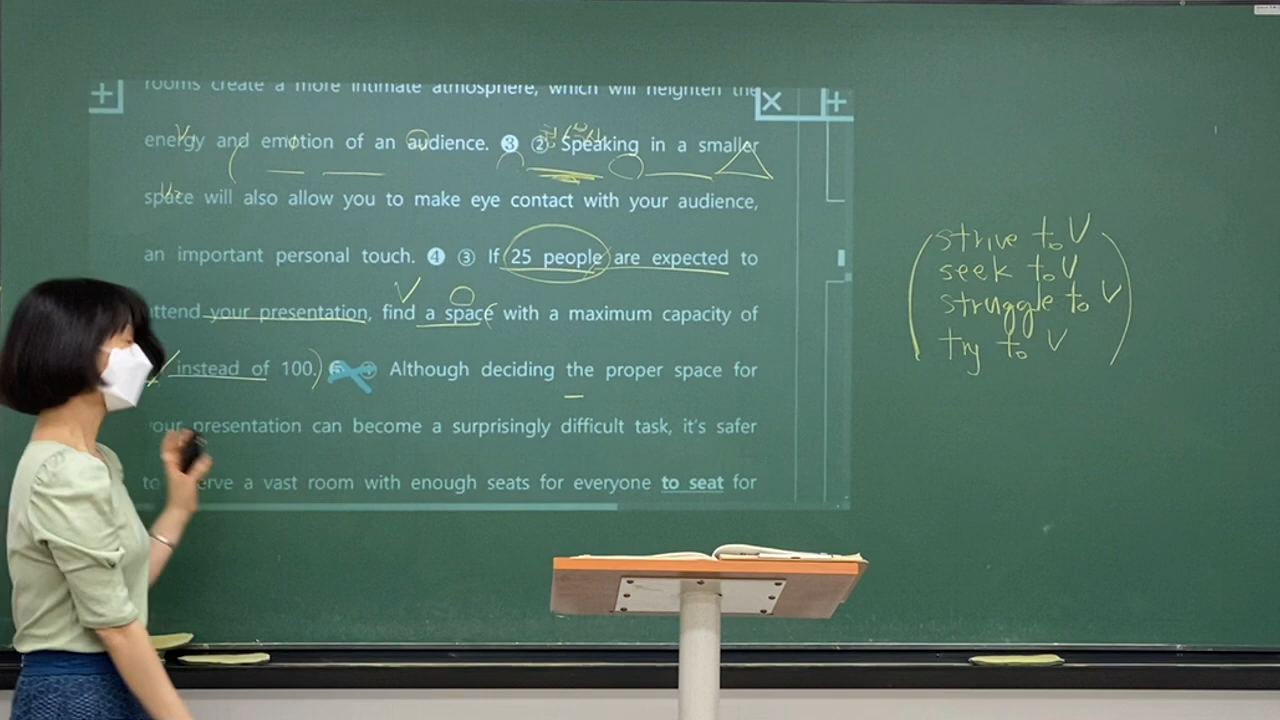 rooms create a more intimate atmosphere, which will heighten the
energy and emotion of an audience. ❸ ② Speaking in a smaller
space will also allow you to make eye contact with your audience,
an important personal touch. ❹ ③ If 25 people are expected to
attend your presentation, find a space with a maximum capacity of
instead of 100. Although deciding the proper space for
your presentation can become a surprisingly difficult task, it's safer
to a vast room with enough seats for everyone to seat for
strive to V
seek to V
struggle to V
try to V